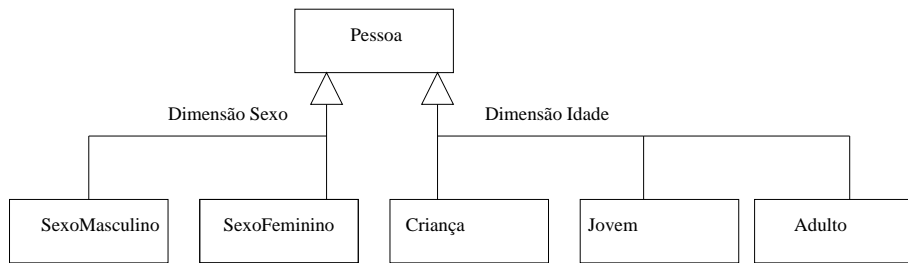 Pessoa
Dimensão Sexo
Dimensão Idade
SexoMasculino
SexoFeminino
Criança
Jovem
Adulto